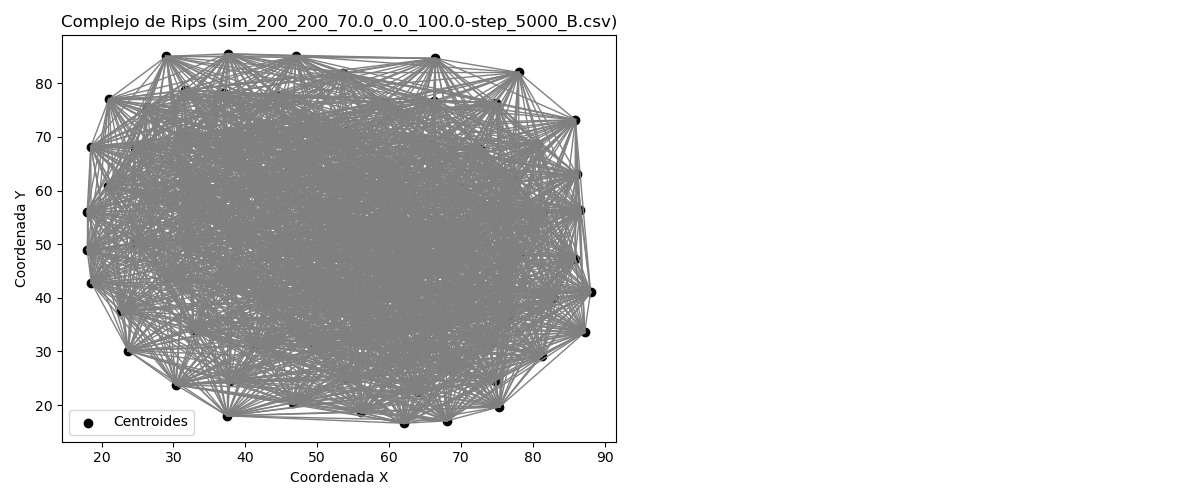 Complejo de Rips (sim_200_200_70.0_0.0_100.0-step_5000_B.csv)
Coordenada Y
80
70
60
50
40
30
20
Centroides
20 30 40 50 60 70 80 90
Coordenada X